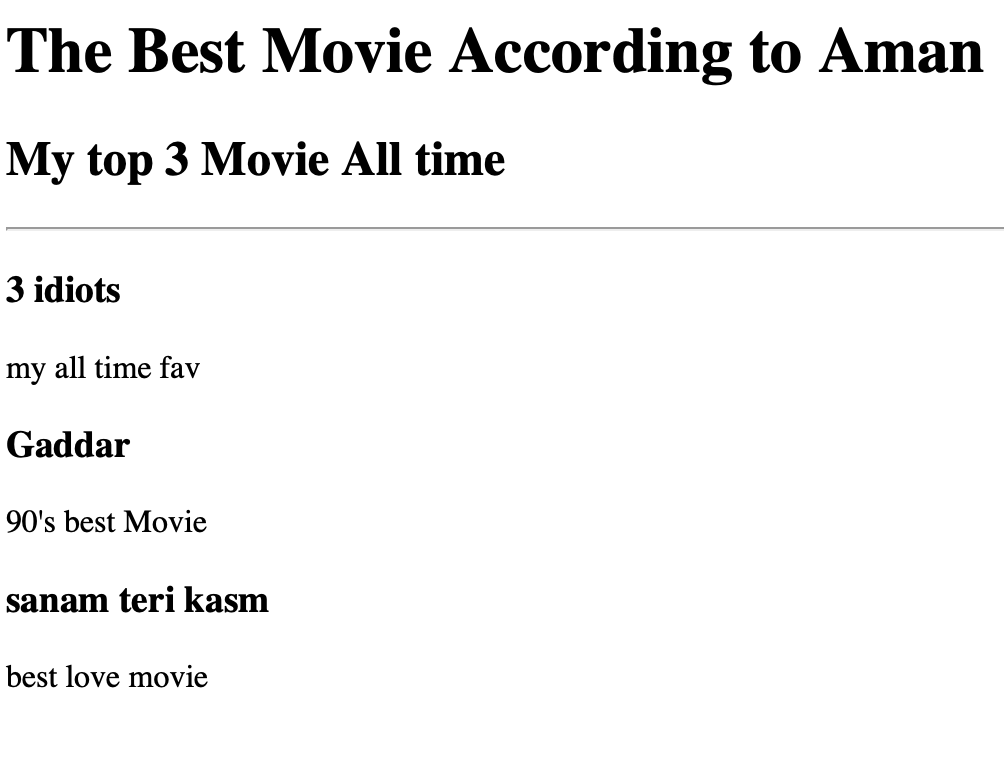 The Best Movie According to Aman
My top 3 Movie All time
3 idiots
my all time fav
Gaddar
90's best Movie
sanam teri kasm
best love movie